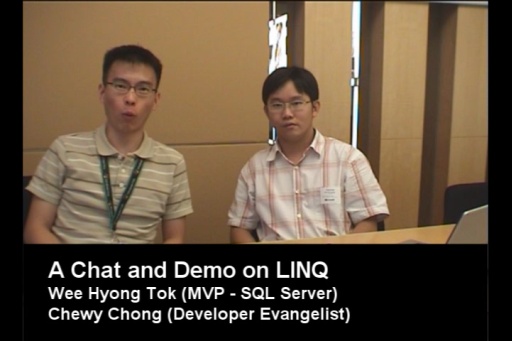 A Chat and Demo on LINQ
Wee Hyong Tok (MVP - SQL Server)
Chewy Chong (Developer Evangelist)